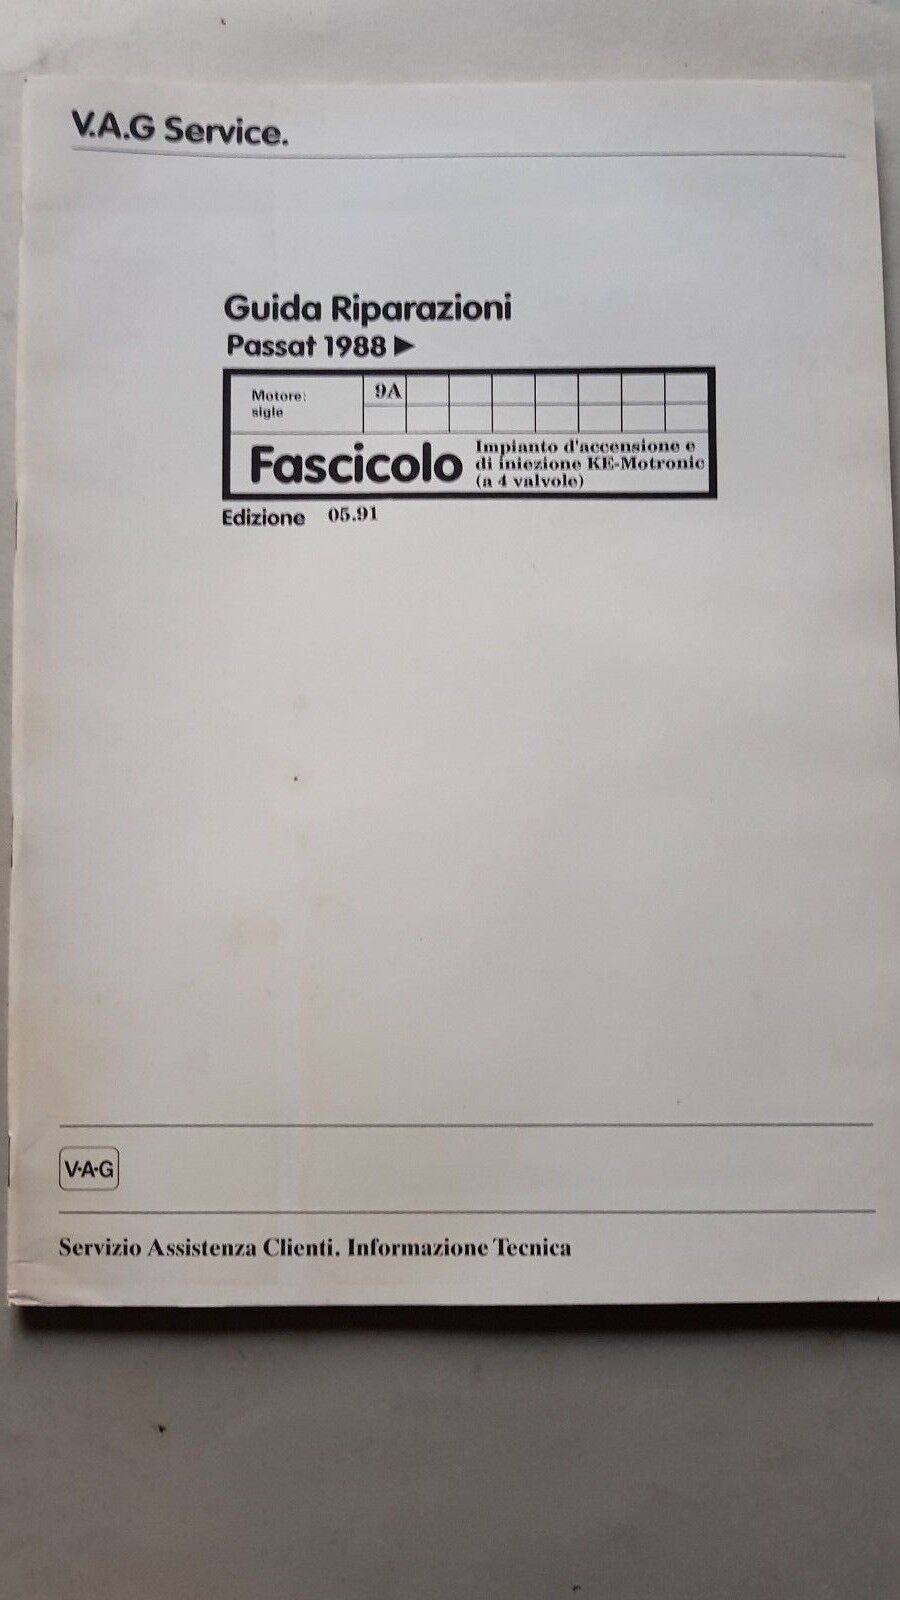 V.A.G Service.
Guida Riparazioni
Passat 1988 ►
Motore: 9A
sigle
Fascicolo
Impianto d'accensione e
di iniezione KE-Motronic
(a 4 valvole)
Edizione 05.91
V·A·G
Servizio Assistenza Clienti. Informazione Tecnica